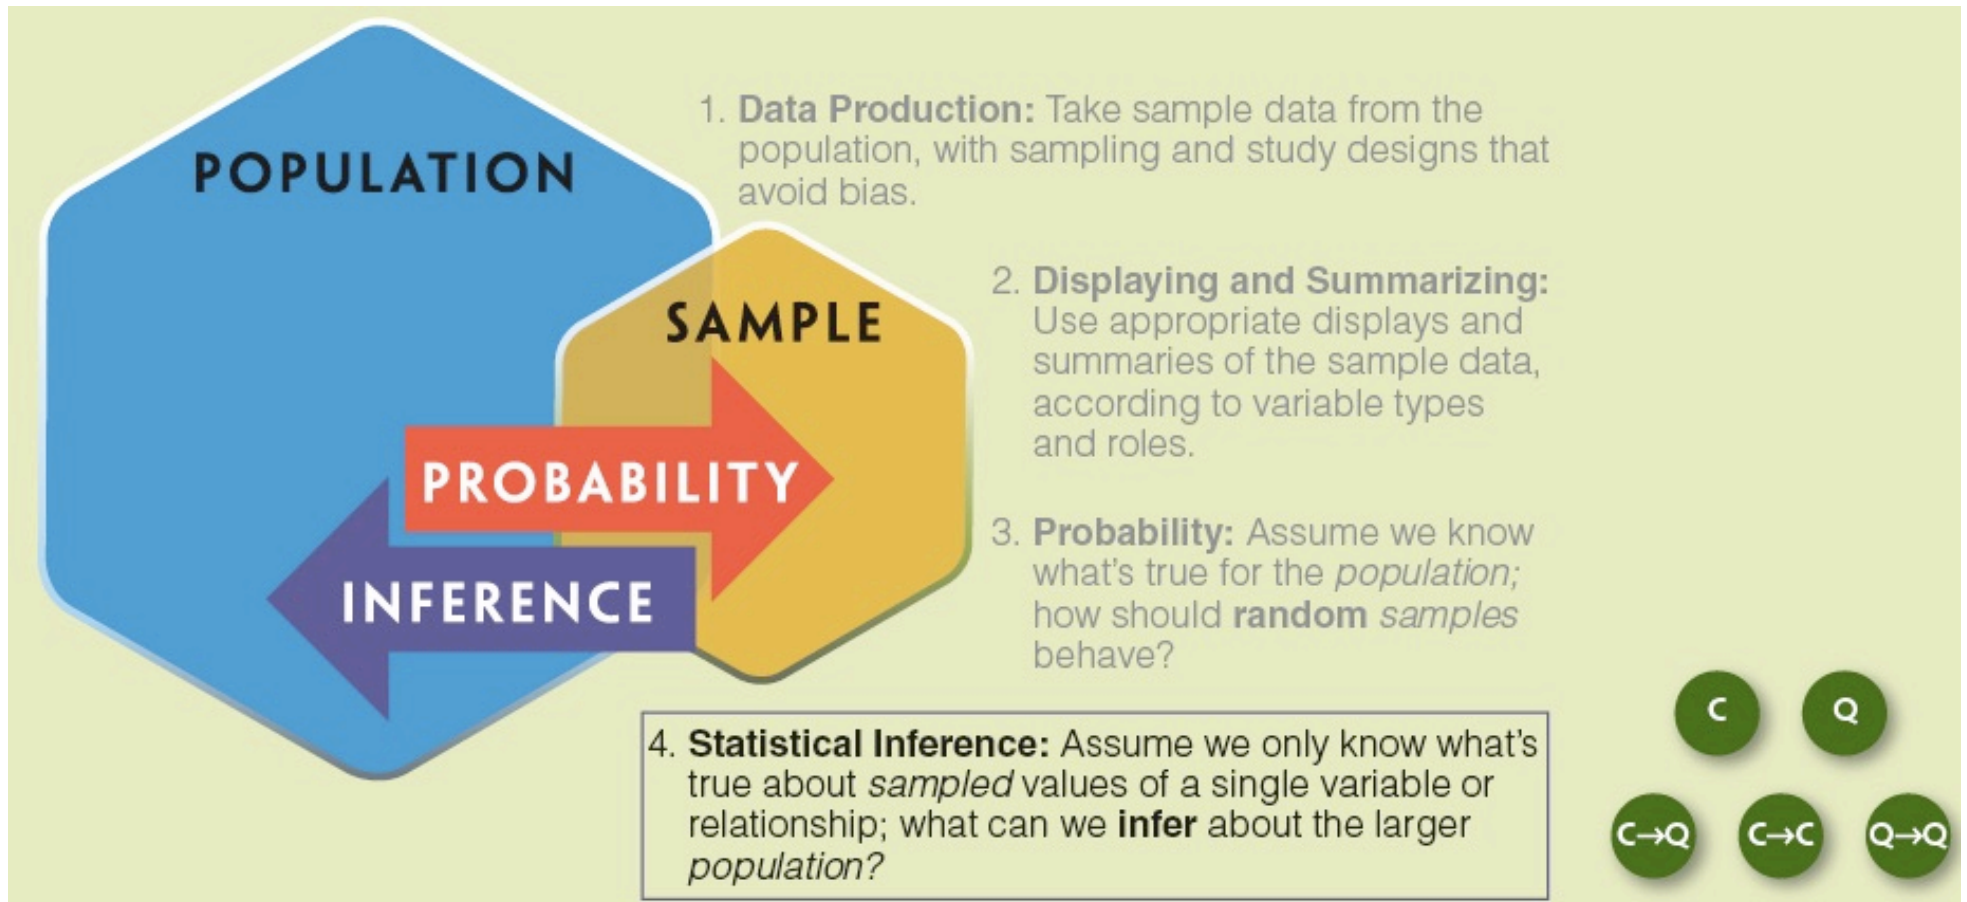 POPULATION
1. Data Production: Take sample data from the
population, with sampling and study designs that
avoid bias.
SAMPLE
2. Displaying and Summarizing:
Use appropriate displays and
summaries of the sample data,
according to variable types
and roles.
PROBABILITY
INFERENCE
3. Probability: Assume we know
what's true for the population;
how should random samples
behave?
4. Statistical Inference: Assume we only know what's
true about sampled values of a single variable or
relationship; what can we infer about the larger
population?
C Q
C→Q C→C Q→Q